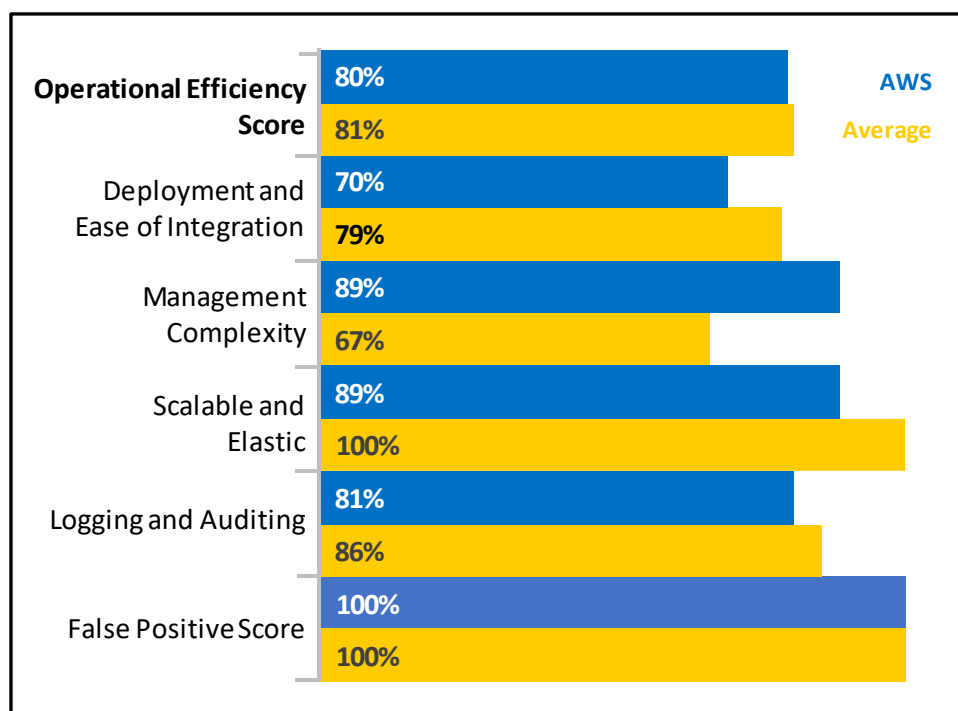 Operational Efficiency
Score
80%
81%
AWS
Average
Deployment and
Ease of Integration
70%
79%
Management
Complexity
89%
67%
Scalable and
Elastic
89%
100%
Logging and Auditing
81%
86%
False Positive Score
100%
100%